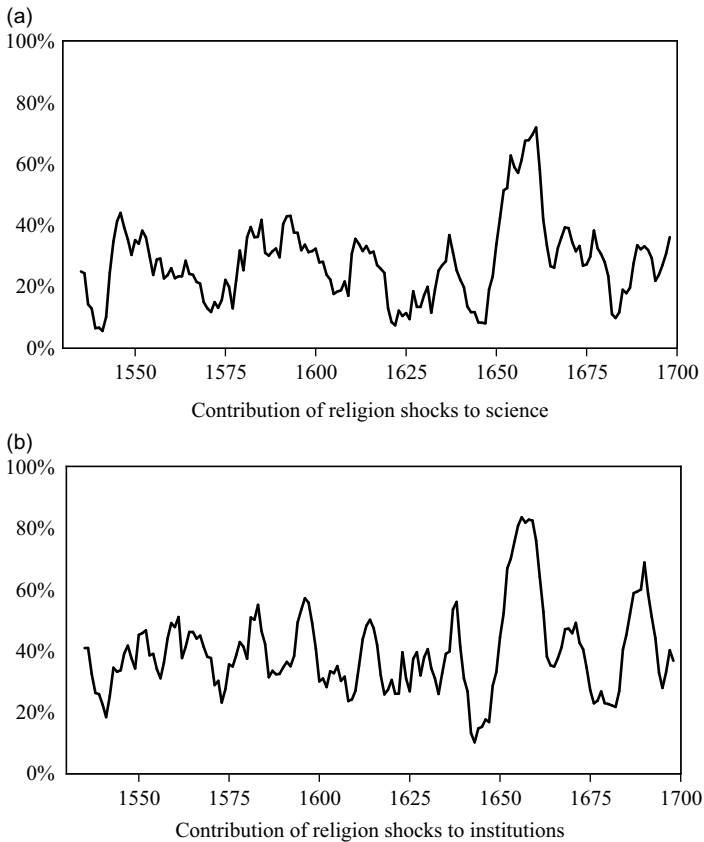 (a)
100%
80%
60%
40%
20%
0%
1550 1575 1600 1625 1650 1675 1700
Contribution of religion shocks to science
(b)
100%
80%
60%
40%
20%
0%
1550 1575 1600 1625 1650 1675 1700
Contribution of religion shocks to institutions